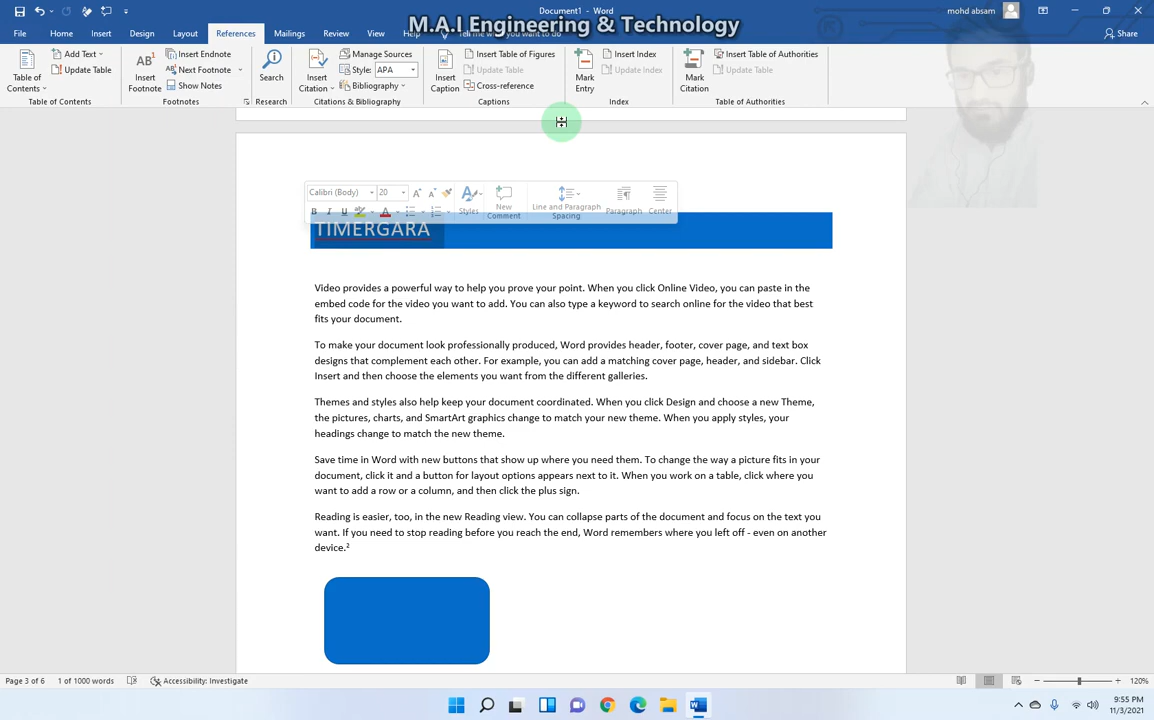 Document1 - Word
mohd absam
M.A.I Engineering & Technology
File Home Insert Design Layout References Mailings Review View Help Tell me what you want to do Share
Table of Contents
Add Text
Update Table
Table of Contents
AB¹
Insert Footnote
Insert Endnote
Next Footnote
Show Notes
Footnotes
Search
Research
Insert Citation
Manage Sources
Style: APA
Bibliography
Citations & Bibliography
Insert Caption
Insert Table of Figures
Update Table
Cross-reference
Captions
Mark Entry
Insert Index
Update Index
Index
Mark Citation
Insert Table of Authorities
Update Table
Table of Authorities
Calibri (Body) 20
Styles
New Comment
Line and Paragraph Spacing
Paragraph
Center
TIMERGARA
Video provides a powerful way to help you prove your point. When you click Online Video, you can paste in the
embed code for the video you want to add. You can also type a keyword to search online for the video that best
fits your document.
To make your document look professionally produced, Word provides header, footer, cover page, and text box
designs that complement each other. For example, you can add a matching cover page, header, and sidebar. Click
Insert and then choose the elements you want from the different galleries.
Themes and styles also help keep your document coordinated. When you click Design and choose a new Theme,
the pictures, charts, and SmartArt graphics change to match your new theme. When you apply styles, your
headings change to match the new theme.
Save time in Word with new buttons that show up where you need them. To change the way a picture fits in your
document, click it and a button for layout options appears next to it. When you work on a table, click where you
want to add a row or a column, and then click the plus sign.
Reading is easier, too, in the new Reading view. You can collapse parts of the document and focus on the text you
want. If you need to stop reading before you reach the end, Word remembers where you left off - even on another
device.²
Page 3 of 6 1 of 1000 words Accessibility: Investigate 120%
9:55 PM
11/3/2021